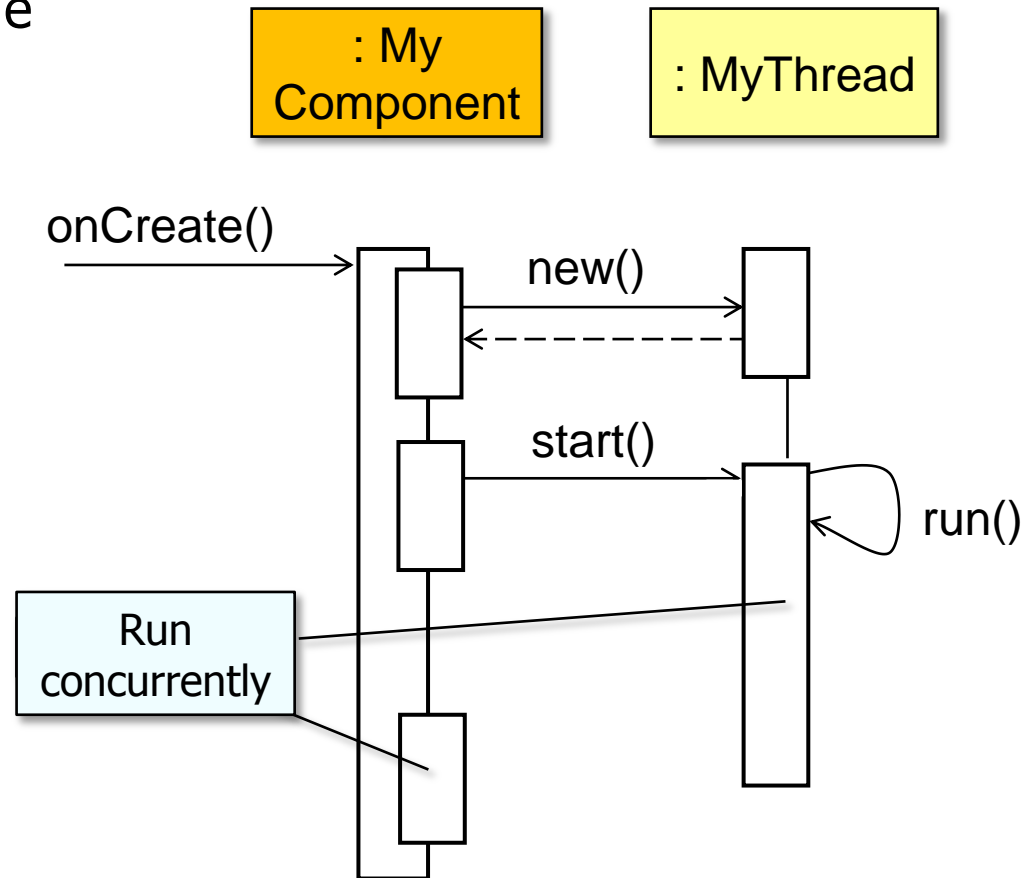 e
: My
Component
: MyThread
onCreate()
new()
start()
run()
Run
concurrently